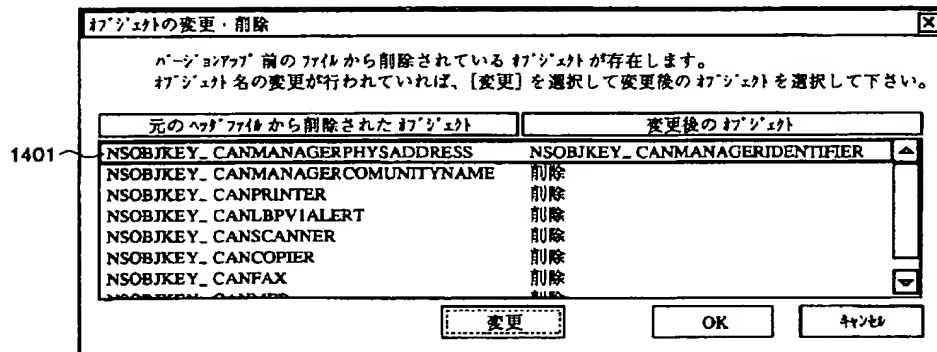 ｵﾌﾞｼﾞｪｸﾄの変更・削除
ﾊﾞｰｼﾞｮﾝｱｯﾌﾟ前のﾌｧｲﾙから削除されているｵﾌﾞｼﾞｪｸﾄが存在します。
ｵﾌﾞｼﾞｪｸﾄ名の変更が行われていれば、[変更]を選択して変更後のｵﾌﾞｼﾞｪｸﾄを選択して下さい。
元のﾍｯﾀﾞﾌｧｲﾙから削除されたｵﾌﾞｼﾞｪｸﾄ 変更後のｵﾌﾞｼﾞｪｸﾄ
1401 NSOBJKEY_CANMANAGERPHYSADDRESS NSOBJKEY_CANMANAGERIDENTIFIER
NSOBJKEY_CANMANAGERCOMUNITYNAME 削除
NSOBJKEY_CANPRINTER 削除
NSOBJKEY_CANLBPV1ALERT 削除
NSOBJKEY_CANSCANNER 削除
NSOBJKEY_CANCOPIER 削除
NSOBJKEY_CANFAX 削除
変更 OK ｷｬﾝｾﾙ